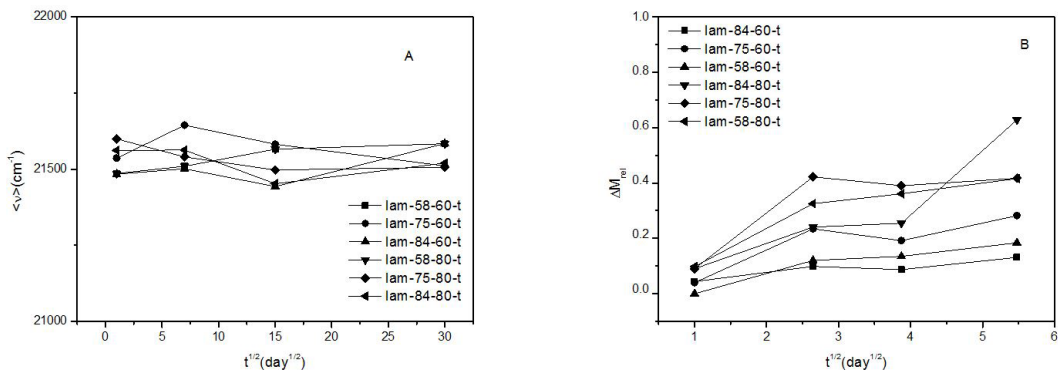 22000
21500
21000
<ν>(cm⁻¹)
A
lam-58-60-t
lam-75-60-t
lam-84-60-t
lam-58-80-t
lam-75-80-t
lam-84-80-t
0 5 10 15 20 25 30
t^1/2(day^1/2)
1.0
0.8
0.6
0.4
0.2
0.0
ΔM_rel
B
lam-84-60-t
lam-75-60-t
lam-58-60-t
lam-84-80-t
lam-75-80-t
lam-58-80-t
1 2 3 4 5 6
t^1/2(day^1/2)